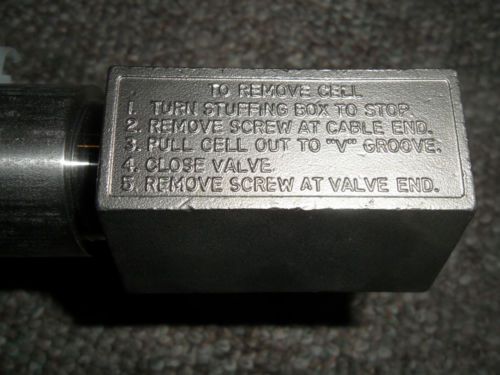 TO REMOVE CELL
1. TURN STUFFING BOX TO STOP.
2. REMOVE SCREW AT CABLE END.
3. PULL CELL OUT TO "V" GROOVE.
4. CLOSE VALVE.
5. REMOVE SCREW AT VALVE END.